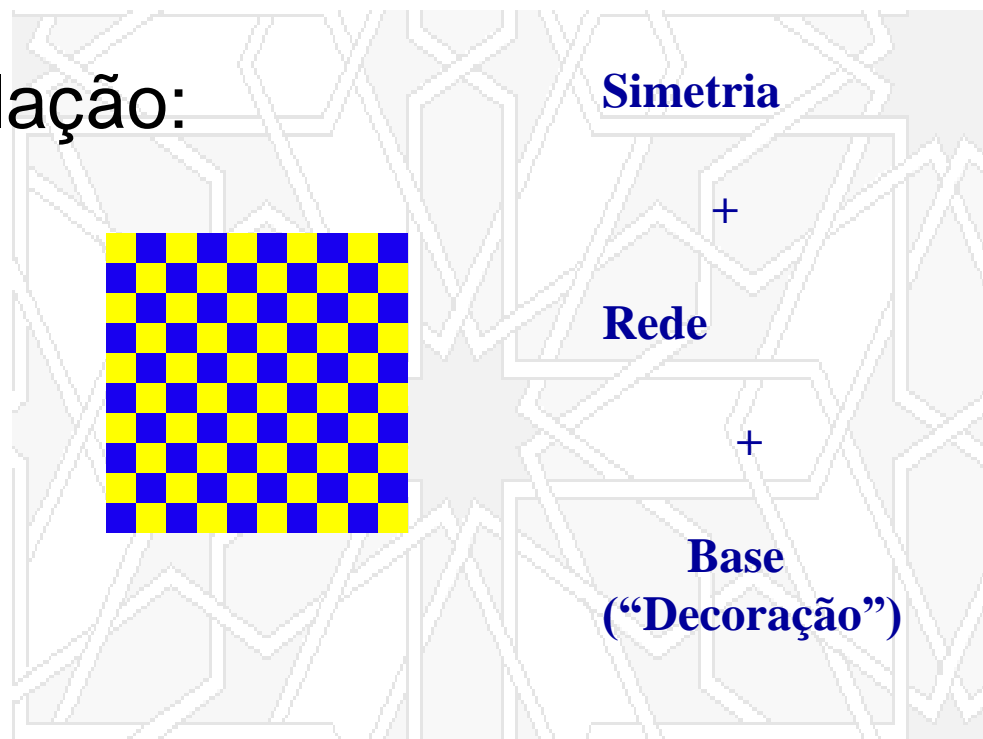 lação:
Simetria
+
Rede
+
Base
(“Decoração”)